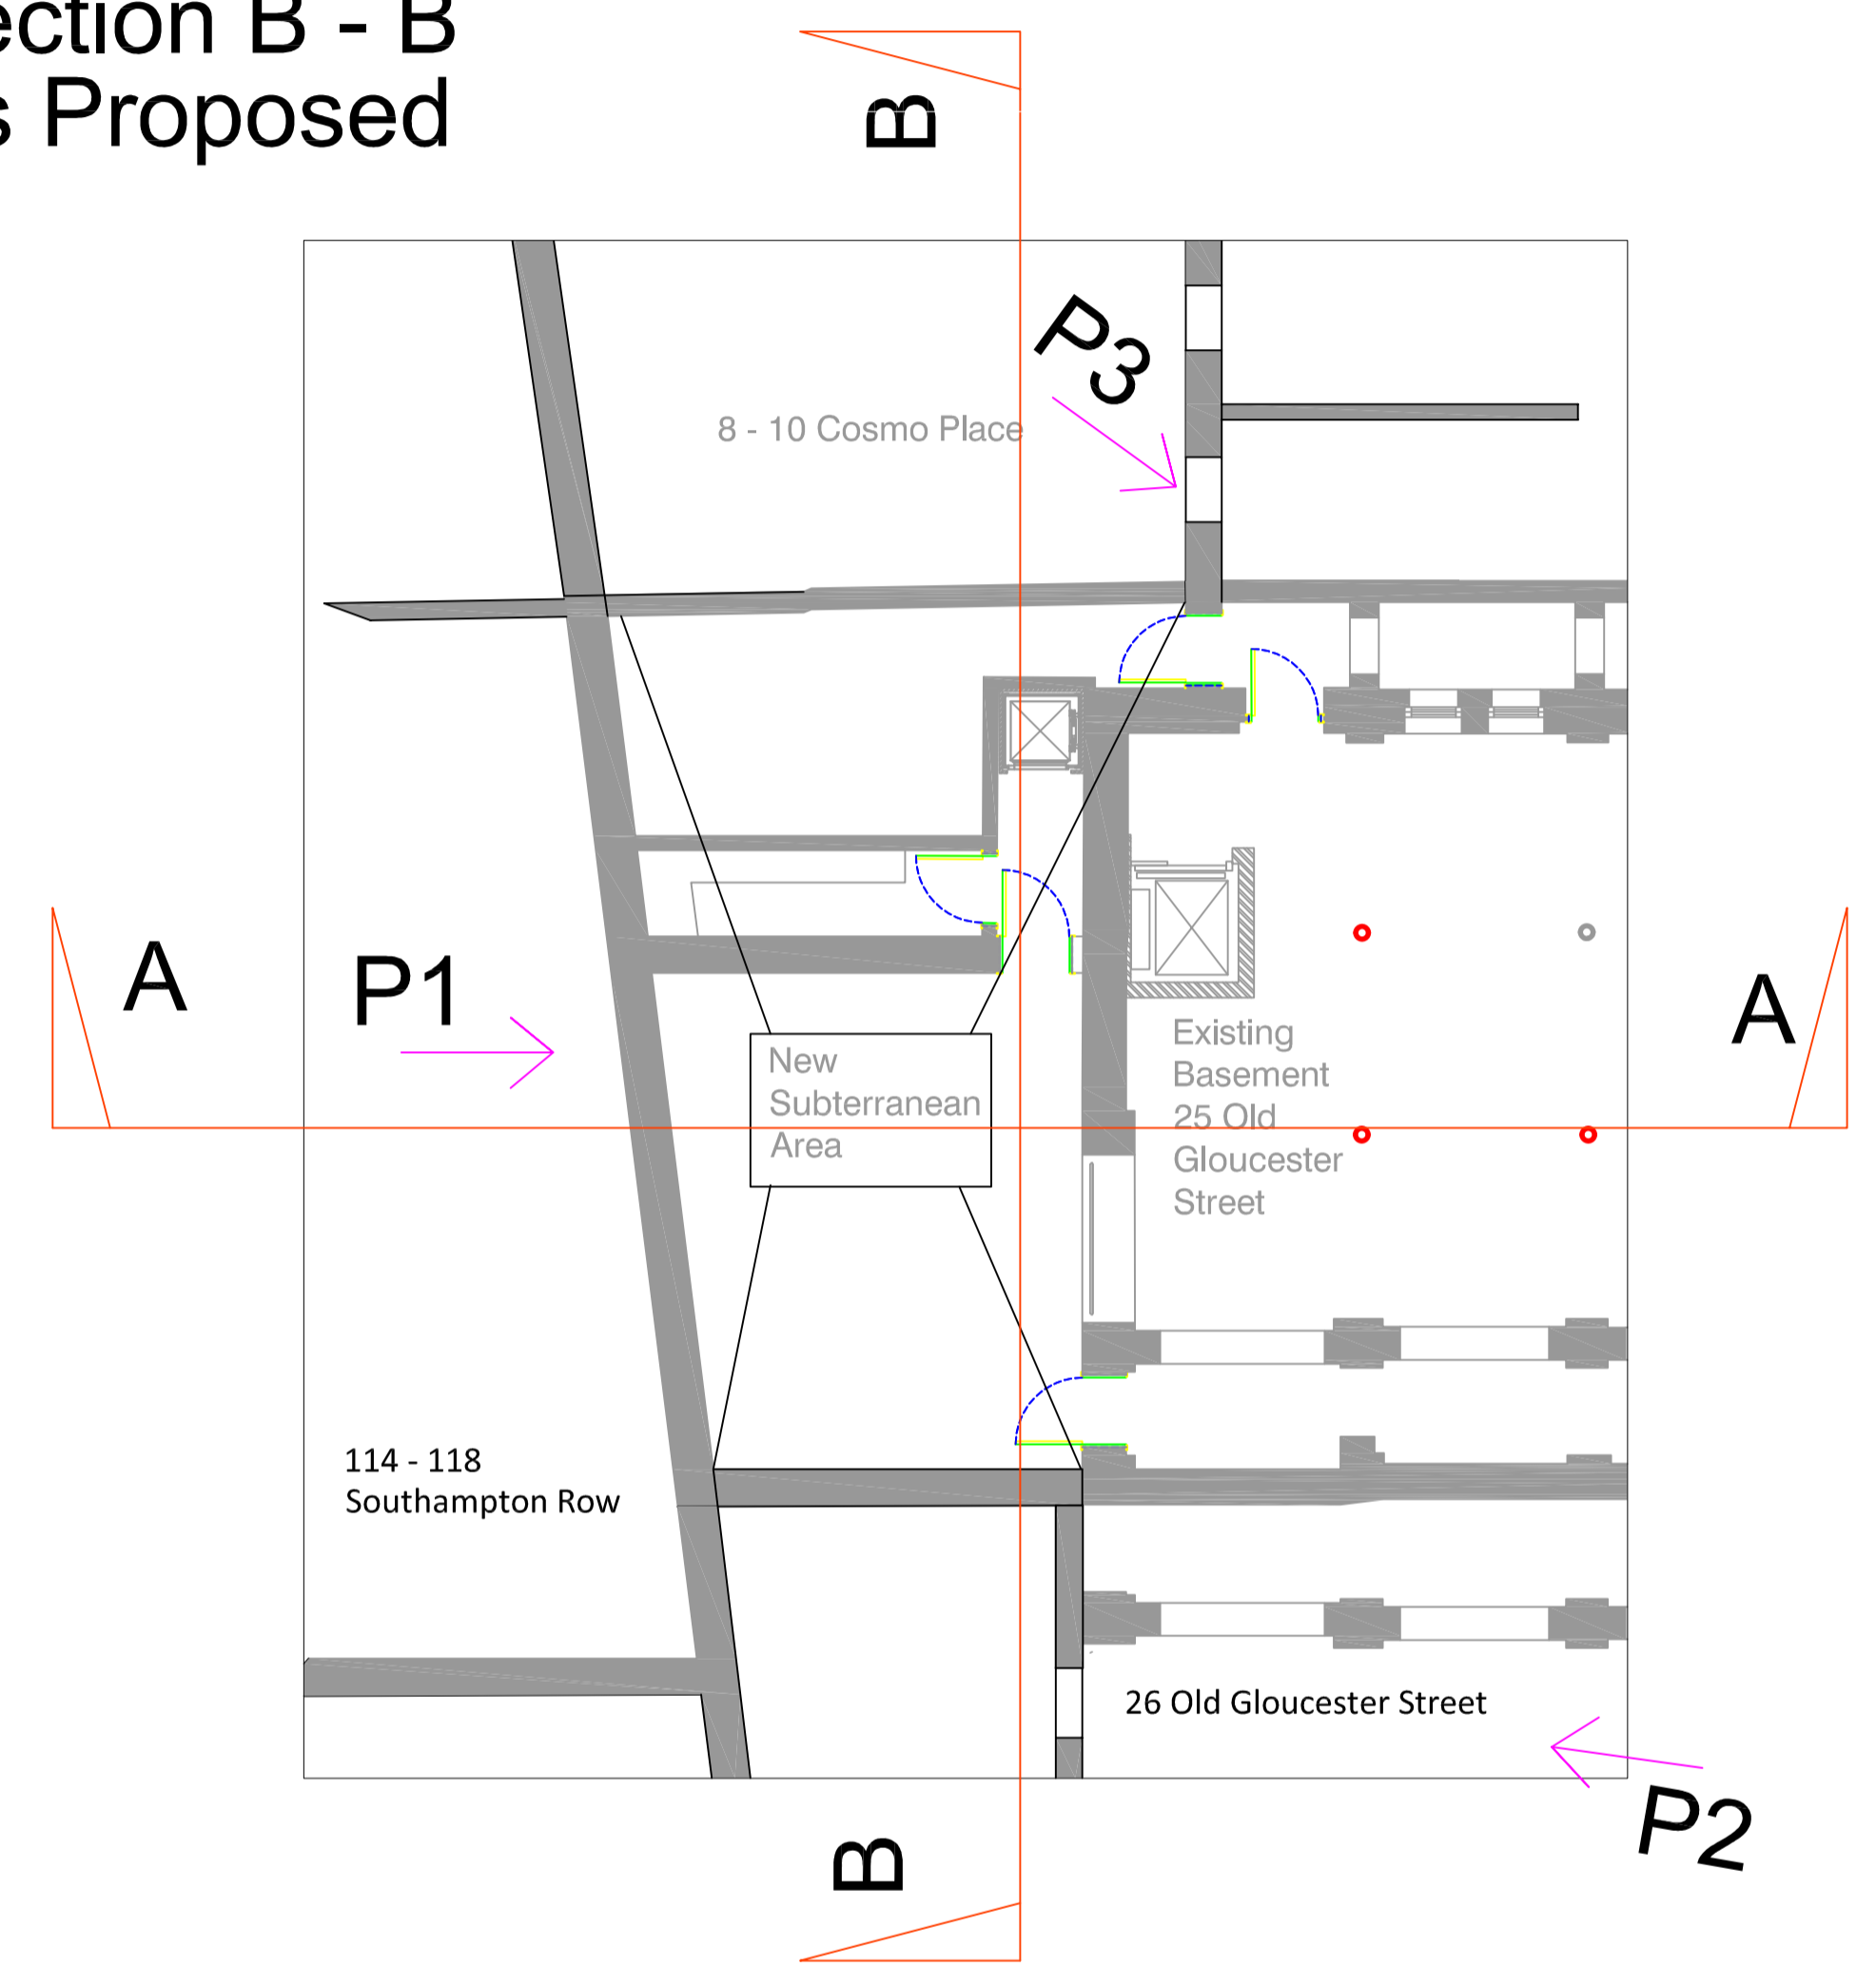 B - B
Proposed
B
P3
8 - 10 Cosmo Place
A
P1
A
New
Subterranean
Area
Existing
Basement
25 Old
Gloucester
Street
114 - 118
Southampton Row
26 Old Gloucester Street
P2
B